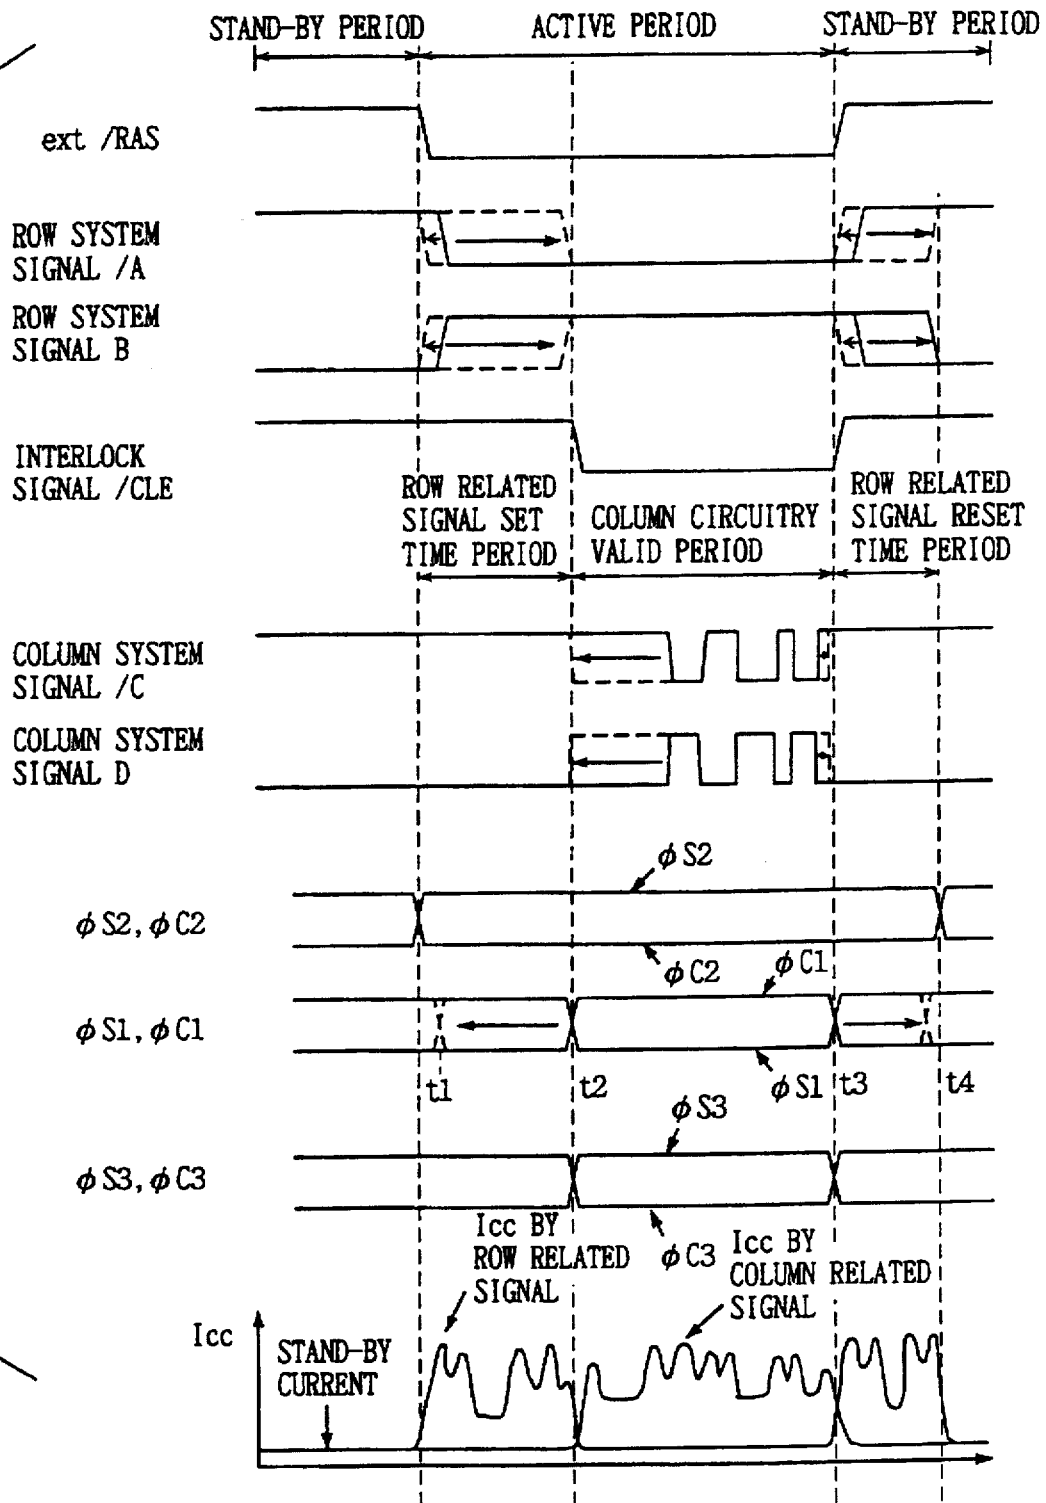 STAND-BY PERIOD
ACTIVE PERIOD
STAND-BY PERIOD
ext /RAS
ROW SYSTEM
SIGNAL /A
ROW SYSTEM
SIGNAL B
INTERLOCK
SIGNAL /CLE
ROW RELATED
SIGNAL SET
TIME PERIOD
COLUMN CIRCUITRY
VALID PERIOD
ROW RELATED
SIGNAL RESET
TIME PERIOD
COLUMN SYSTEM
SIGNAL /C
COLUMN SYSTEM
SIGNAL D
φS2
φS2, φC2
φC2
φC1
φS1, φC1
t1
t2
φS1
t3
t4
φS3
φS3, φC3
φC3
Icc BY
ROW RELATED
SIGNAL
Icc BY
COLUMN RELATED
SIGNAL
Icc
STAND-BY
CURRENT